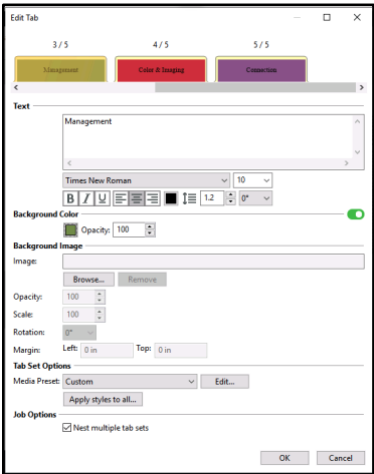 Edit Tab
3 / 5
4 / 5
5 / 5
Management
Color & Imaging
Connection
Text
Management
Times New Roman
10
B I U 1.2 0°
Background Color
Opacity: 100
Background Image
Image:
Browse... Remove
Opacity: 100
Scale: 100
Rotation: 0°
Margin: Left: 0 in Top: 0 in
Tab Set Options
Media Preset: Custom Edit...
Apply styles to all...
Job Options
Nest multiple tab sets
OK Cancel